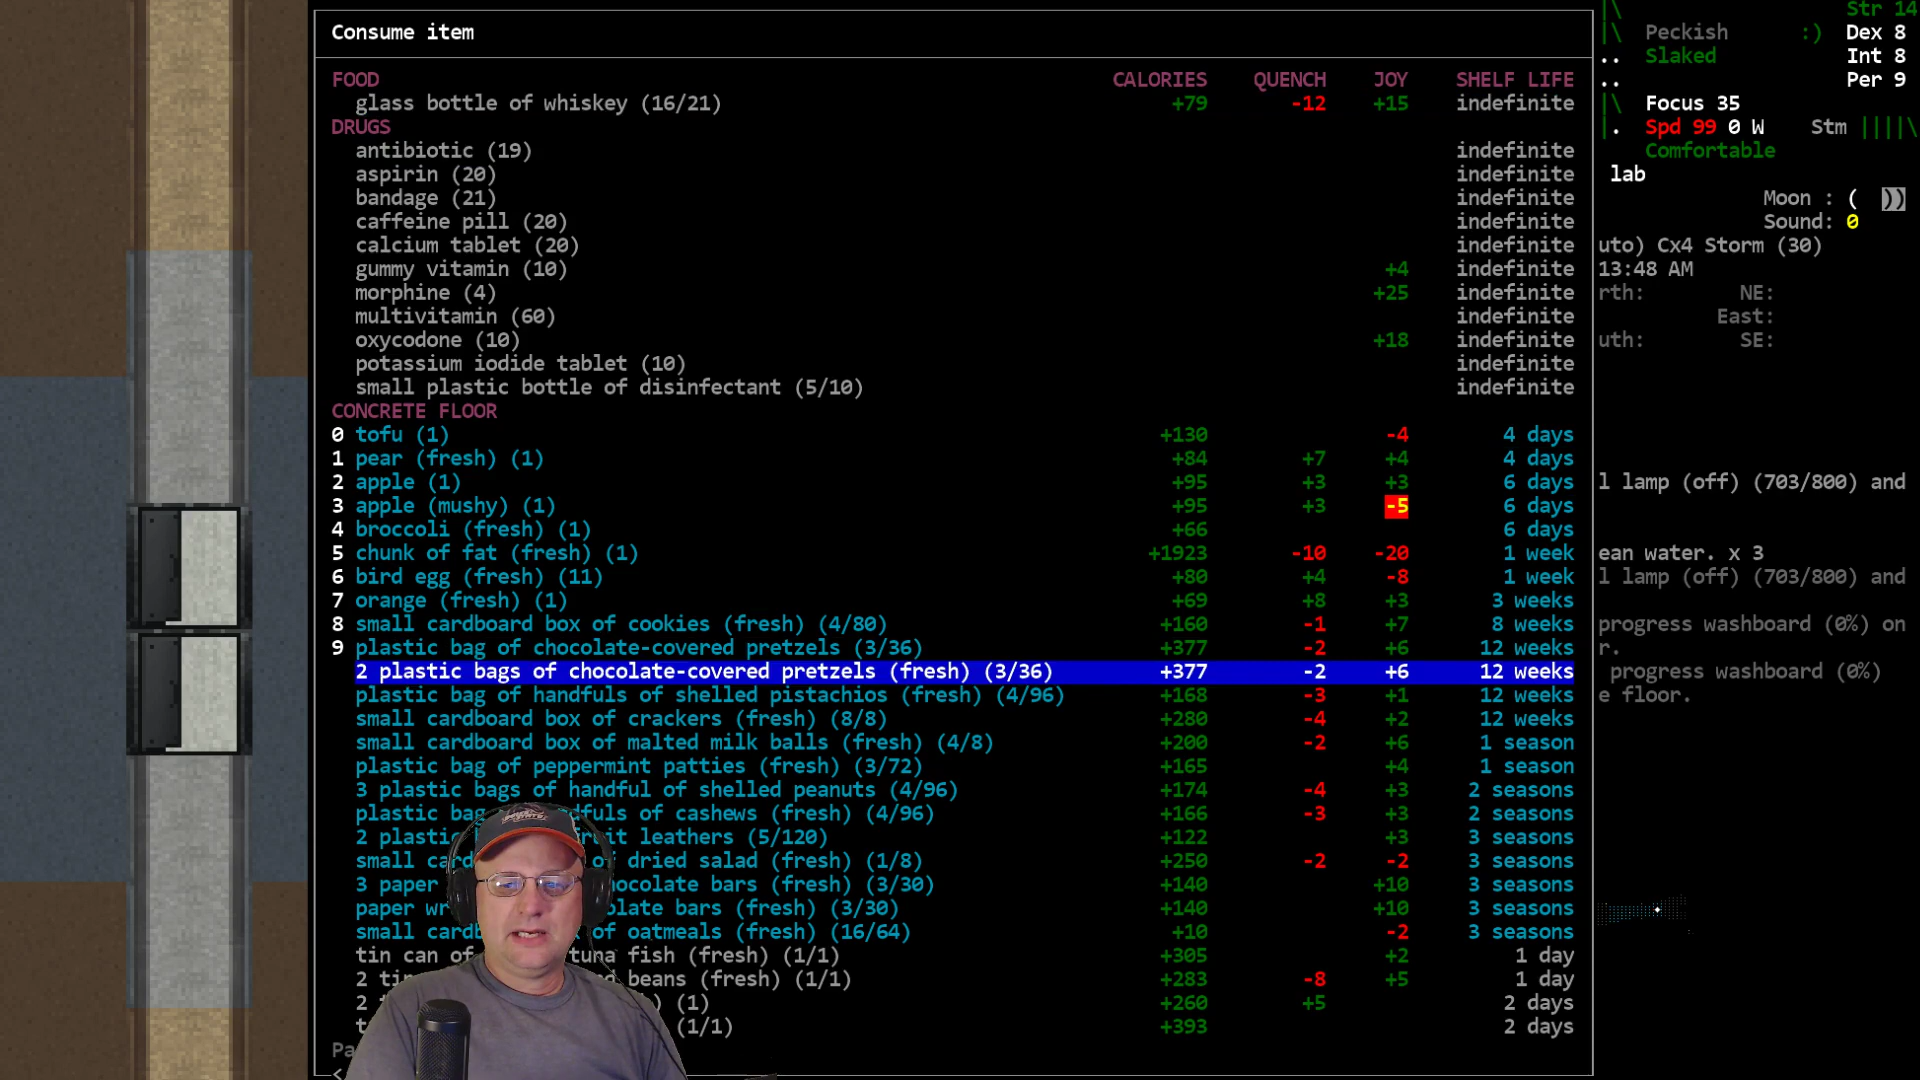 Consume item
FOOD CALORIES QUENCH JOY SHELF LIFE
glass bottle of whiskey (16/21) +79 -12 +15 indefinite
DRUGS
antibiotic (19) indefinite
aspirin (20) indefinite
bandage (21) indefinite
caffeine pill (20) indefinite
calcium tablet (20) indefinite
gummy vitamin (10) +4 indefinite
morphine (4) +25 indefinite
multivitamin (60) indefinite
oxycodone (10) +18 indefinite
potassium iodide tablet (10) indefinite
small plastic bottle of disinfectant (5/10) indefinite
CONCRETE FLOOR
0 tofu (1) +130 -4 4 days
1 pear (fresh) (1) +84 +7 +4 4 days
2 apple (1) +95 +3 +3 6 days
3 apple (mushy) (1) +95 +3 -5 6 days
4 broccoli (fresh) (1) +66 6 days
5 chunk of fat (fresh) (1) +1923 -10 -20 1 week
6 bird egg (fresh) (11) +80 +4 -8 1 week
7 orange (fresh) (1) +69 +8 +3 3 weeks
8 small cardboard box of cookies (fresh) (4/80) +160 -1 +7 8 weeks
9 plastic bag of chocolate-covered pretzels (3/36) +377 -2 +6 12 weeks
2 plastic bags of chocolate-covered pretzels (fresh) (3/36) +377 -2 +6 12 weeks
plastic bag of handfuls of shelled pistachios (fresh) (4/96) +168 -3 +1 12 weeks
small cardboard box of crackers (fresh) (8/8) +280 -4 +2 12 weeks
small cardboard box of malted milk balls (fresh) (4/8) +200 -2 +6 1 season
plastic bag of peppermint patties (fresh) (3/72) +165 +4 1 season
3 plastic bags of handful of shelled peanuts (4/96) +174 -4 +3 2 seasons
plastic bag of cashews (fresh) (4/96) +166 -3 +3 2 seasons
2 leathers (5/120) +122 +3 3 seasons
small of dried salad (fresh) (1/8) +250 -2 -2 3 seasons
3 paper bars (fresh) (3/30) +140 +10 3 seasons
paper bars (fresh) (3/30) +140 +10 3 seasons
small of oatmeals (fresh) (16/64) +10 -2 3 seasons
tin can of tuna fish (fresh) (1/1) +305 +2 1 day
2 beans (fresh) (1/1) +283 -8 +5 1 day
2 (1) +260 +5 2 days
(1/1) +393 2 days
Str 14
Peckish :) Dex 8
Slaked Int 8
Per 9
Focus 35
Spd 99 0 W Stm ||||\
Comfortable
lab
Moon : ( ))
Sound: 0
uto) Cx4 Storm (30)
13:48 AM
rth: NE:
East:
uth: SE:
l lamp (off) (703/800) and
ean water. x 3
l lamp (off) (703/800) and
progress washboard (0%) on
r.
progress washboard (0%)
e floor.